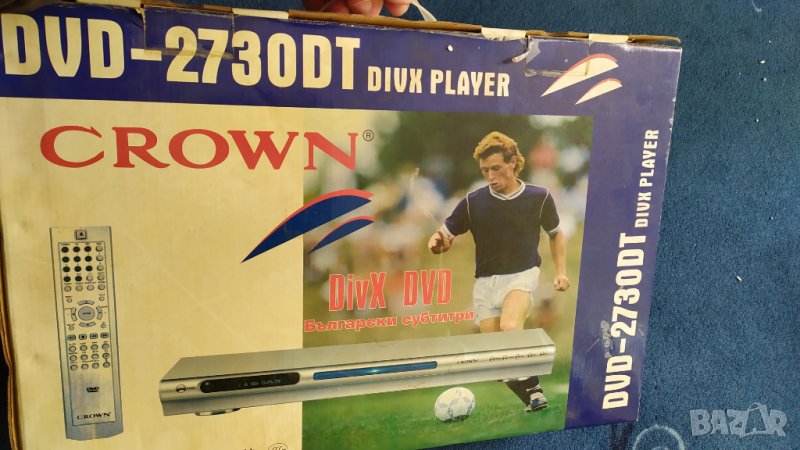 DVD-2730DT DIVX PLAYER
CROWN®
DivX DVD
Български субтитри
CROWN
DVD
CROWN
DVD-2730DT DIVX PLAYER
BAZAR